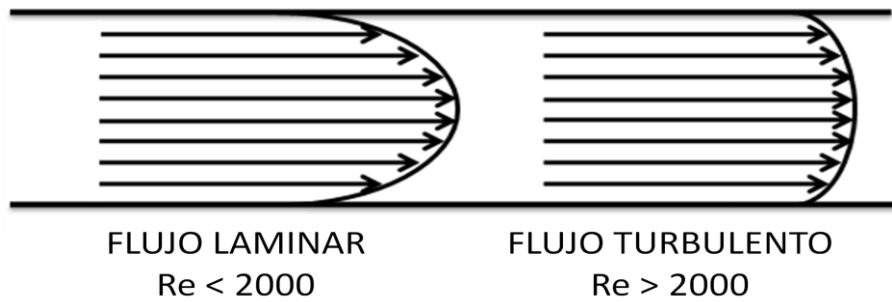 FLUJO LAMINAR
Re < 2000
FLUJO TURBULENTO
Re > 2000